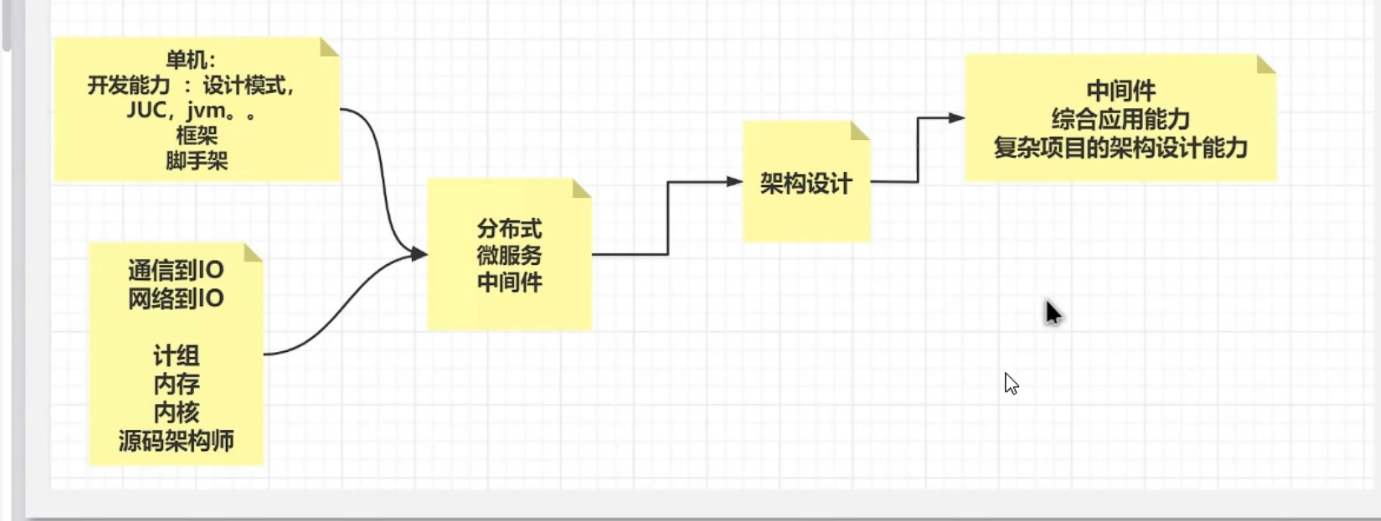 单机：
开发能力 ：设计模式，
JUC，jvm。。
框架
脚手架
通信到IO
网络到IO
计组
内存
内核
源码架构师
分布式
微服务
中间件
架构设计
中间件
综合应用能力
复杂项目的架构设计能力